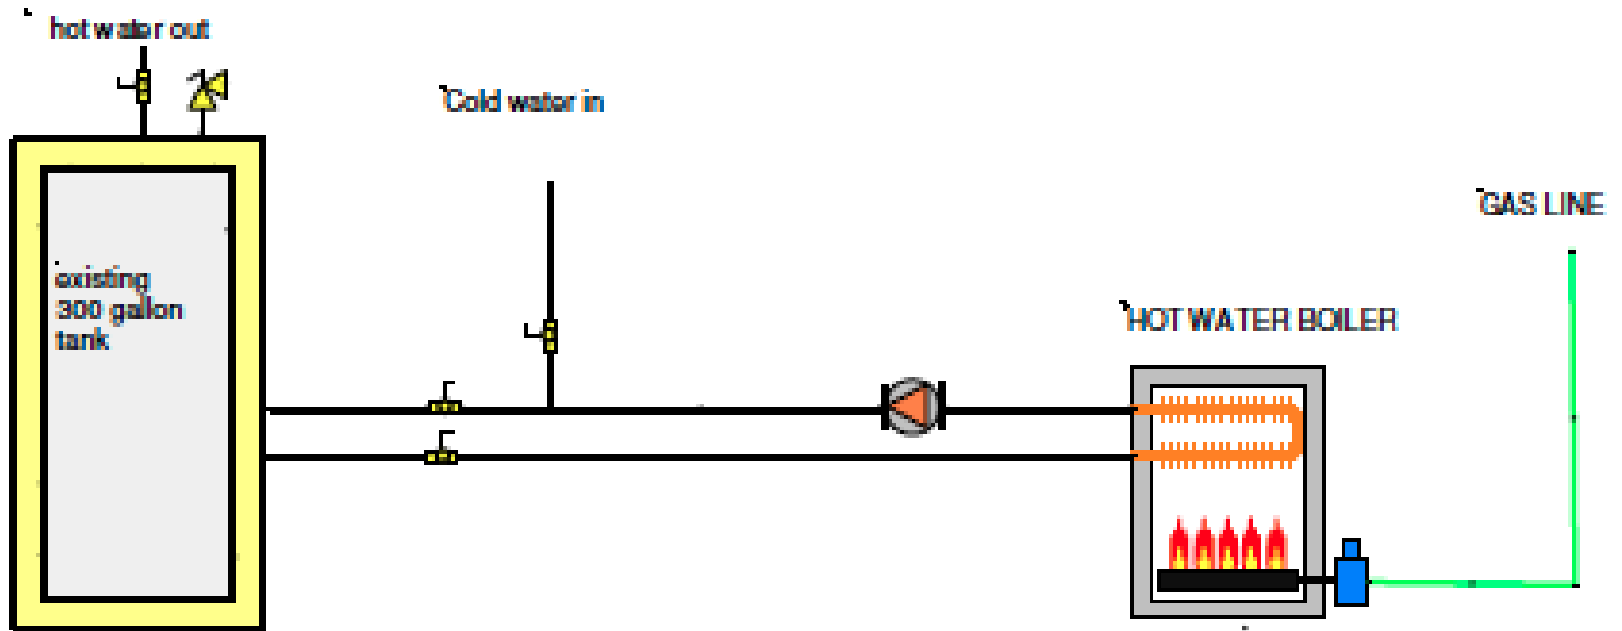 hot water out
Cold water in
GAS LINE
existing
300 gallon
tank
HOT WATER BOILER